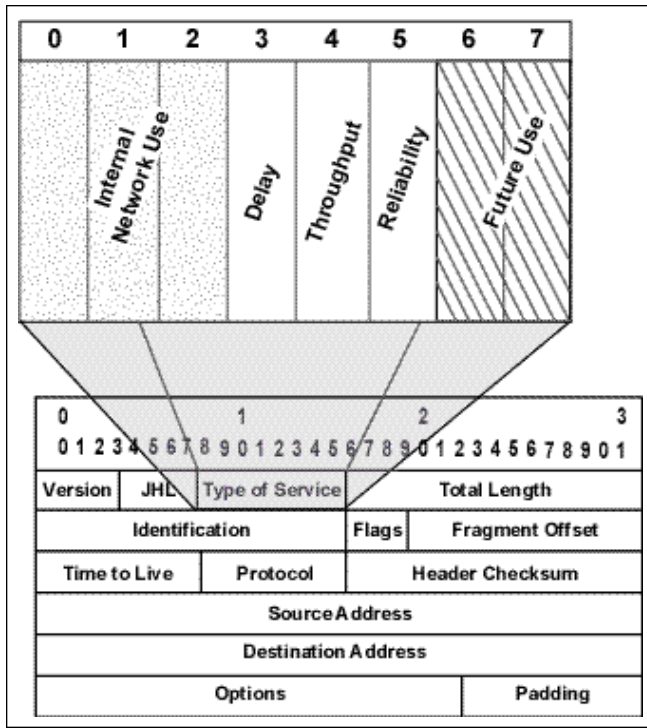 0 1 2 3 4 5 6 7
Internal
Network Use
Delay
Throughput
Reliability
Future Use
0 1 2 3
0 1 2 3 4 5 6 7 8 9 0 1 2 3 4 5 6 7 8 9 0 1 2 3 4 5 6 7 8 9 0 1
Version JHL Type of Service Total Length
Identification Flags Fragment Offset
Time to Live Protocol Header Checksum
Source Address
Destination Address
Options Padding